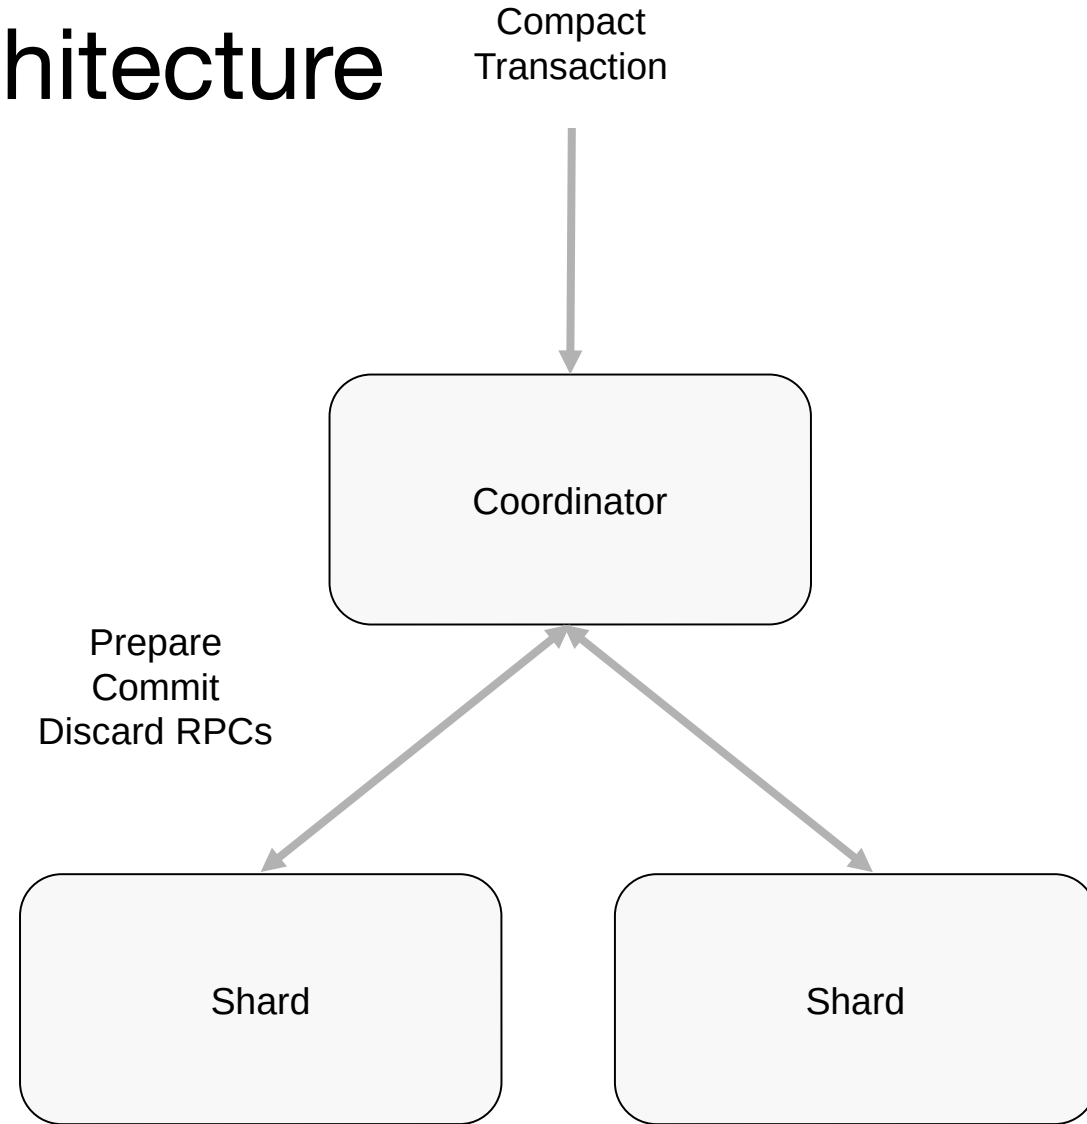 hitecture
Compact
Transaction
Coordinator
Prepare
Commit
Discard RPCs
Shard
Shard